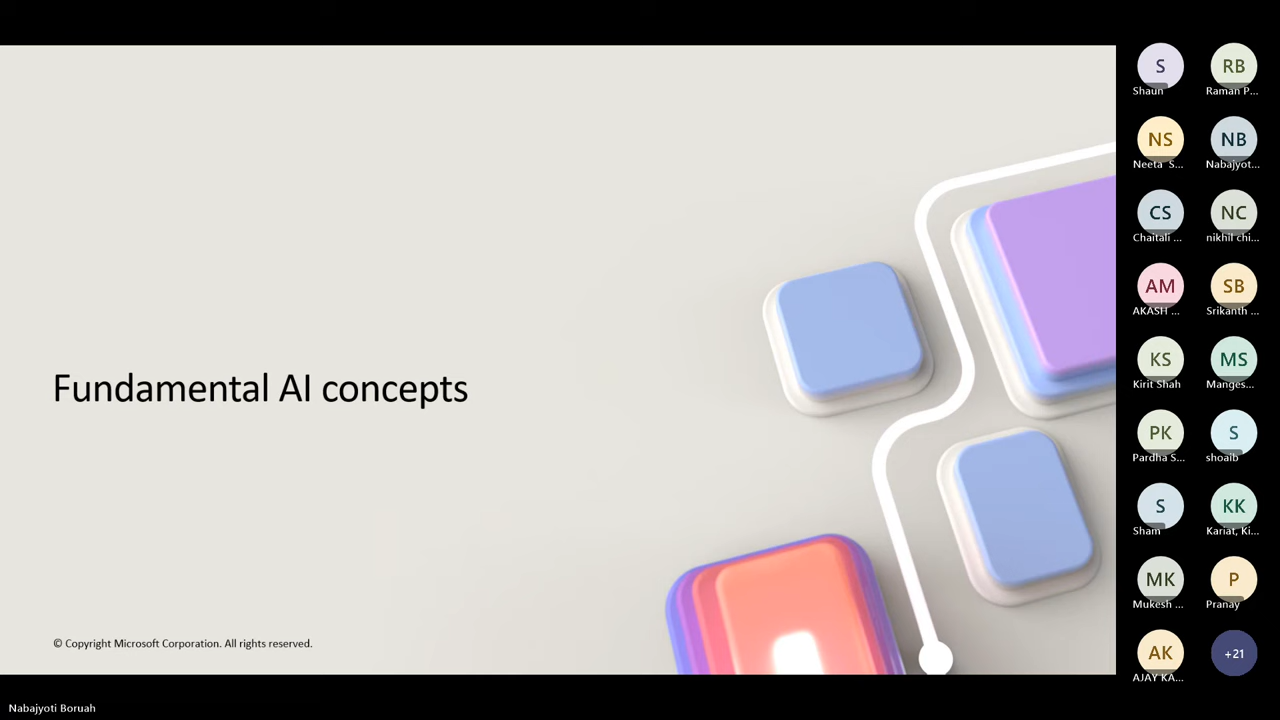 Fundamental AI concepts
© Copyright Microsoft Corporation. All rights reserved.
S
Shaun
RB
Raman P...
NS
Neeta S...
NB
Nabajyot...
CS
Chaitali ...
NC
nikhil chi...
AM
AKASH ...
SB
Srikanth ...
KS
Kirit Shah
MS
Manges...
PK
Pardha S...
S
shoaib
S
Sham
KK
Kariat, Ki...
MK
Mukesh ...
P
Pranay
AK
AJAY KA...
+21
Nabajyoti Boruah